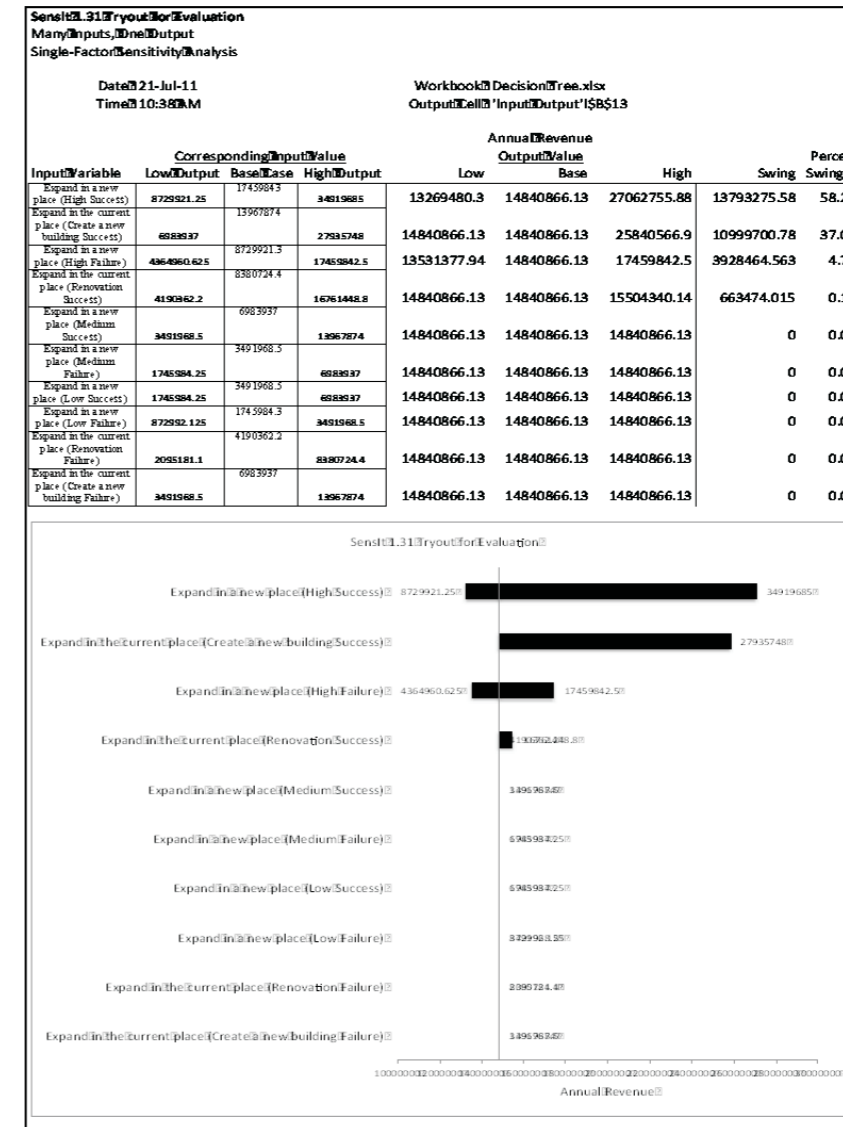 SensIt 1.31 Tryout for Evaluation
Many Inputs, One Output
Single-Factor Sensitivity Analysis
Date 21-Jul-11 Workbook Decision Tree.xlsx
Time 10:38 AM Output Cell 'Input Output'!$B$13
Annual Revenue
Corresponding Input Value Output Value Perce
Input Variable Low Output Base Case High Output Low Base High Swing Swing
Expand in a new
place (High Success) 8729921.25 17459843 34919685 13269480.3 14840866.13 27062755.88 13793275.58 58.2
Expand in the current
place (Create a new
building Success) 6983937 13967874 27935748 14840866.13 14840866.13 25840566.9 10999700.78 37.0
Expand in a new
place (High Failure) 4364960.625 8729921.3 17459842.5 13531377.94 14840866.13 17459842.5 3928464.563 4.7
Expand in the current
place (Renovation
Success) 4190362.2 8380724.4 16761448.8 14840866.13 14840866.13 15504340.14 663474.015 0.1
Expand in a new
place (Medium
Success) 3491968.5 6983937 13967874 14840866.13 14840866.13 14840866.13 0 0.0
Expand in a new
place (Medium
Failure) 1745984.25 3491968.5 6983937 14840866.13 14840866.13 14840866.13 0 0.0
Expand in a new
place (Low Success) 1745984.25 3491968.5 6983937 14840866.13 14840866.13 14840866.13 0 0.0
Expand in a new
place (Low Failure) 872992.125 1745984.3 3491968.5 14840866.13 14840866.13 14840866.13 0 0.0
Expand in the current
place (Renovation
Failure) 2095181.1 4190362.2 8380724.4 14840866.13 14840866.13 14840866.13 0 0.0
Expand in the current
place (Create a new
building Failure) 3491968.5 6983937 13967874 14840866.13 14840866.13 14840866.13 0 0.0
SensIt 1.31 Tryout for Evaluation
Expand in a new place (High Success) 8729921.25 34919685
Expand in the current place (Create a new building Success) 27935748
Expand in a new place (High Failure) 4364960.625 17459842.5
Expand in the current place (Renovation Success)
Expand in a new place (Medium Success)
Expand in a new place (Medium Failure)
Expand in a new place (Low Success)
Expand in a new place (Low Failure)
Expand in the current place (Renovation Failure)
Expand in the current place (Create a new building Failure)
Annual Revenue